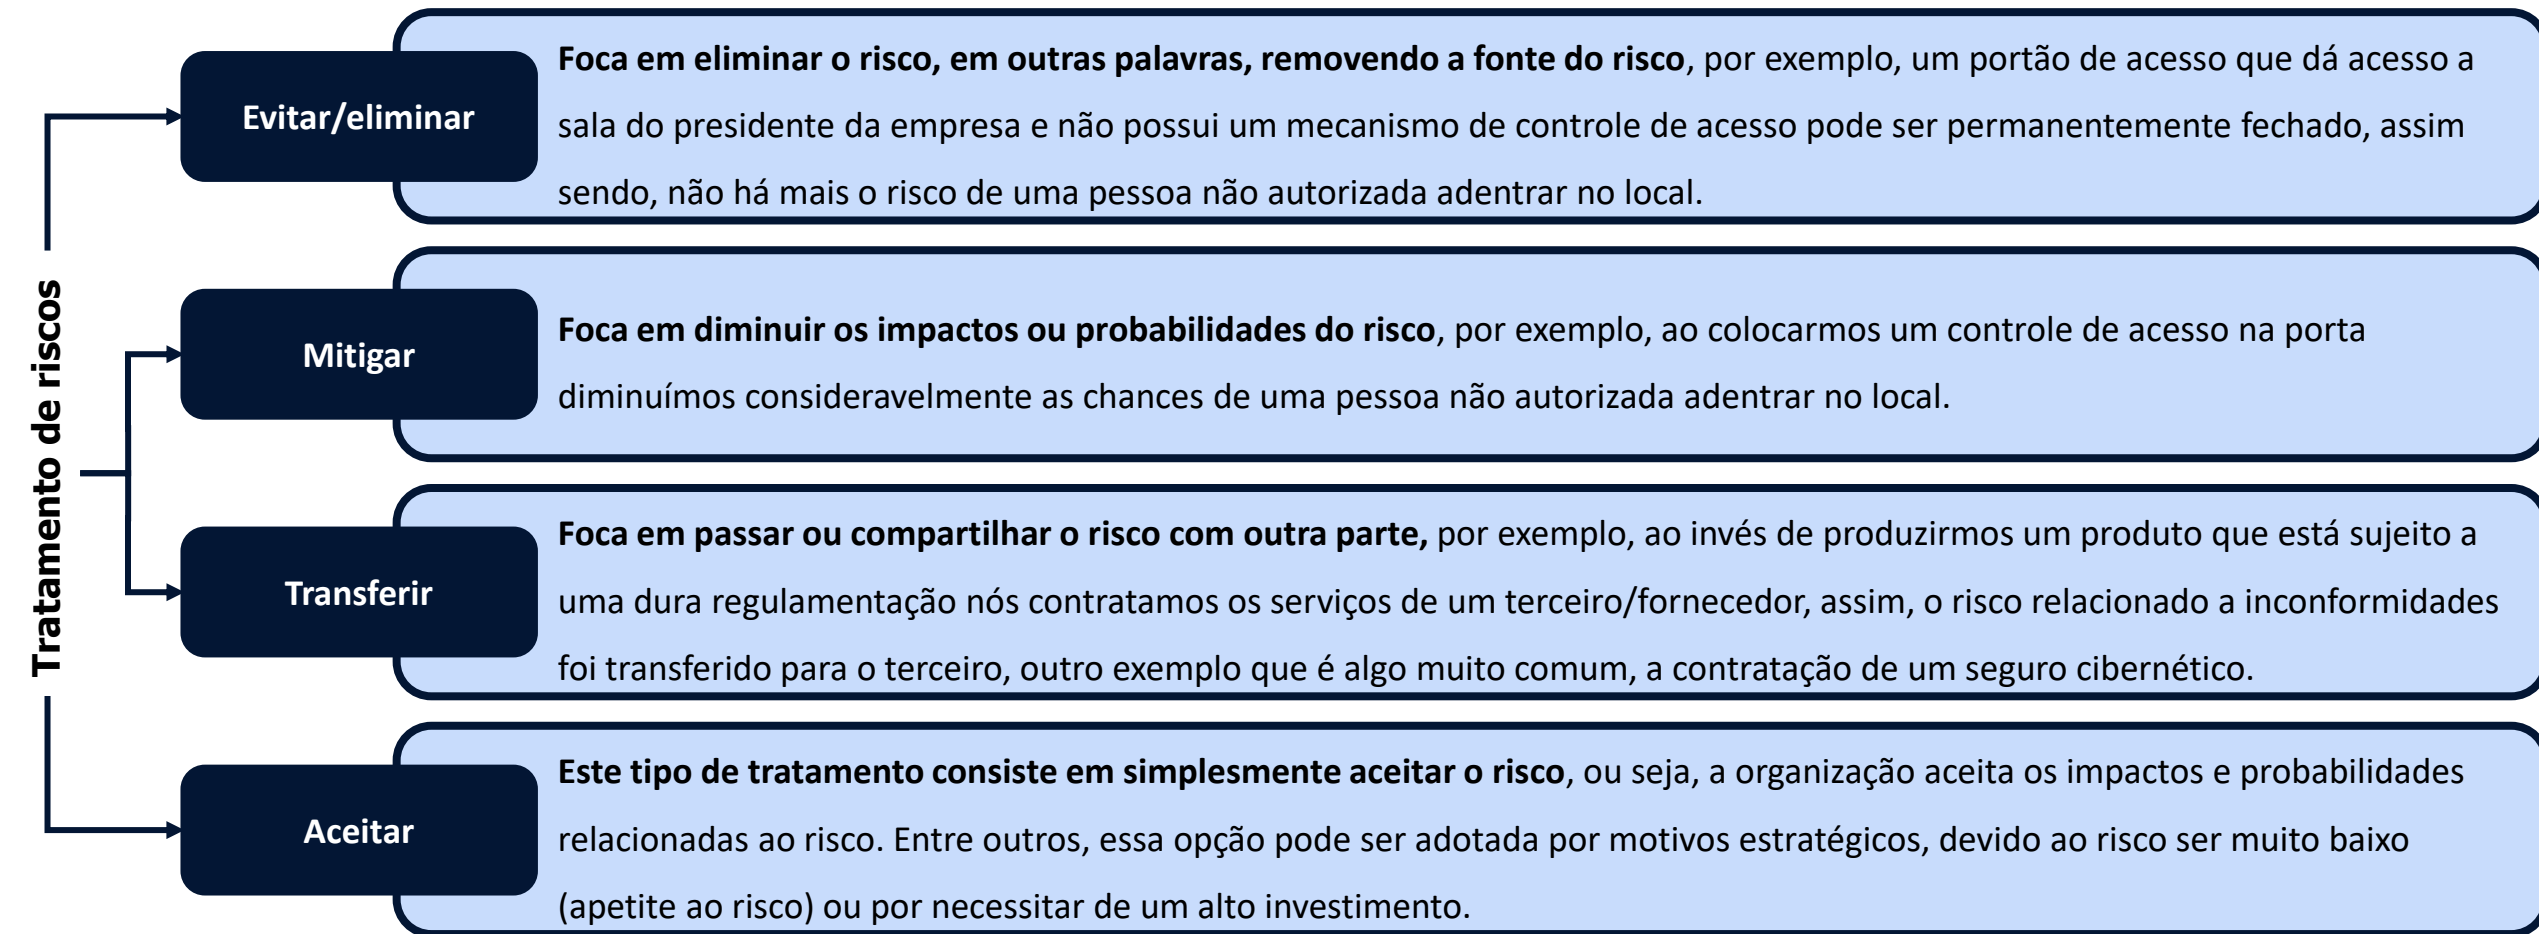 Tratamento de riscos
Evitar/eliminar
Foca em eliminar o risco, em outras palavras, removendo a fonte do risco, por exemplo, um portão de acesso que dá acesso a
sala do presidente da empresa e não possui um mecanismo de controle de acesso pode ser permanentemente fechado, assim
sendo, não há mais o risco de uma pessoa não autorizada adentrar no local.
Mitigar
Foca em diminuir os impactos ou probabilidades do risco, por exemplo, ao colocarmos um controle de acesso na porta
diminuímos consideravelmente as chances de uma pessoa não autorizada adentrar no local.
Transferir
Foca em passar ou compartilhar o risco com outra parte, por exemplo, ao invés de produzirmos um produto que está sujeito a
uma dura regulamentação nós contratamos os serviços de um terceiro/fornecedor, assim, o risco relacionado a inconformidades
foi transferido para o terceiro, outro exemplo que é algo muito comum, a contratação de um seguro cibernético.
Aceitar
Este tipo de tratamento consiste em simplesmente aceitar o risco, ou seja, a organização aceita os impactos e probabilidades
relacionadas ao risco. Entre outros, essa opção pode ser adotada por motivos estratégicos, devido ao risco ser muito baixo
(apetite ao risco) ou por necessitar de um alto investimento.